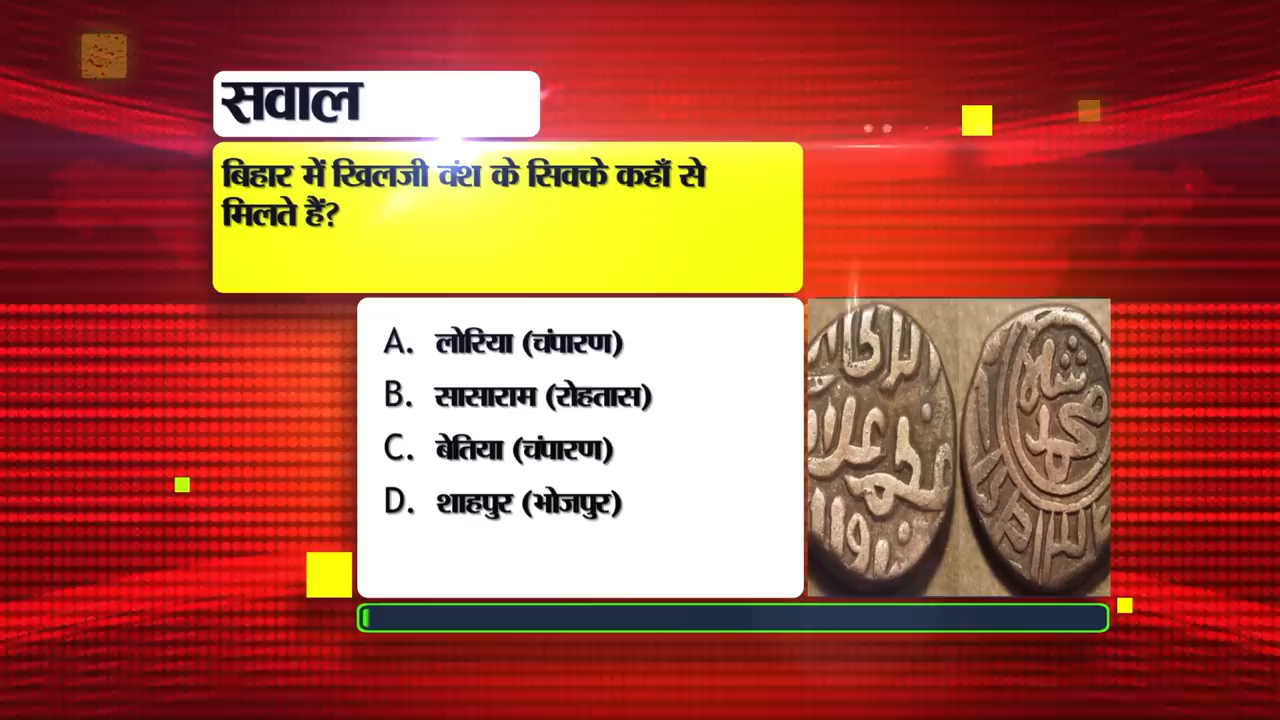 सवाल
बिहार में खिलजी वंश के सिक्के कहाँ से
मिलते हैं?
A. लोरिया (चंपारण)
B. सासाराम (रोहतास)
C. बेतिया (चंपारण)
D. शाहपुर (भोजपुर)